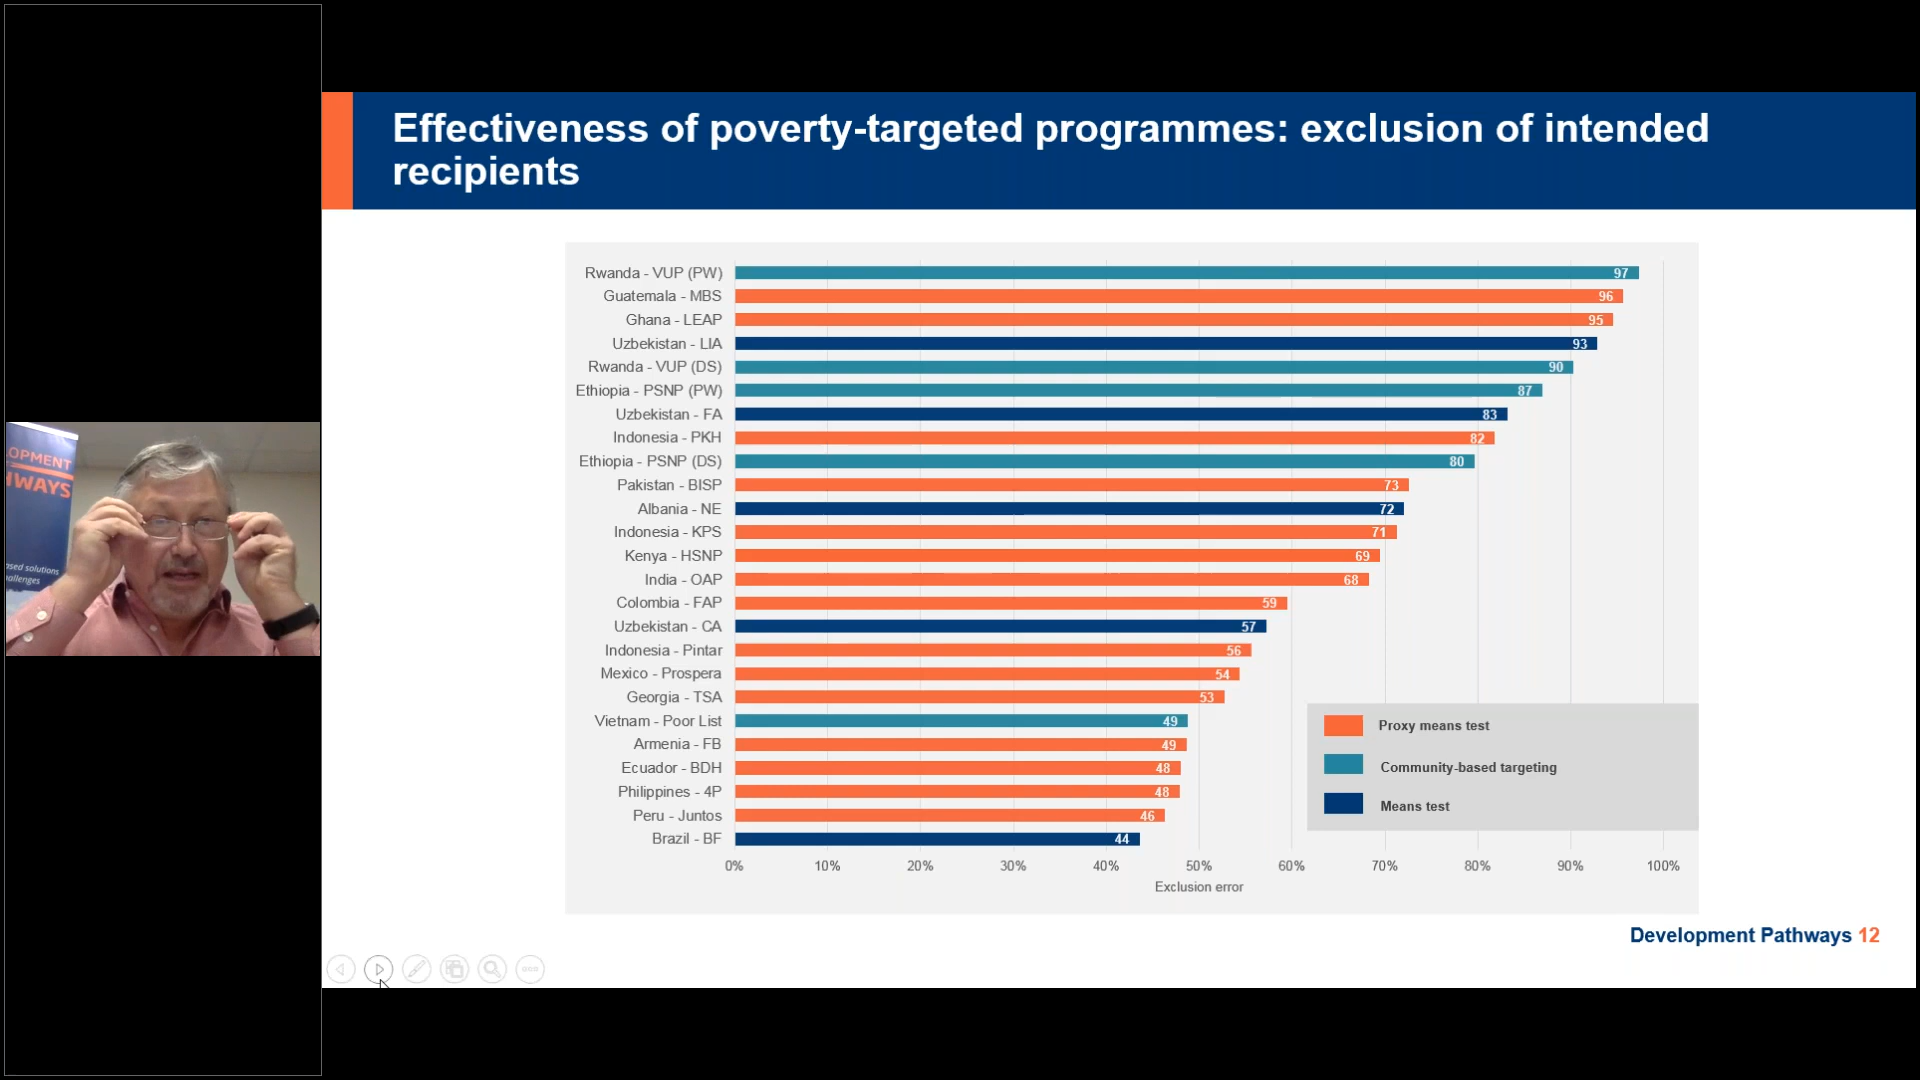 Effectiveness of poverty-targeted programmes: exclusion of intended
recipients
Rwanda - VUP (PW) 97
Guatemala - MBS 96
Ghana - LEAP 95
Uzbekistan - LIA 93
Rwanda - VUP (DS) 90
Ethiopia - PSNP (PW) 87
Uzbekistan - FA 83
Indonesia - PKH 82
Ethiopia - PSNP (DS) 80
Pakistan - BISP 73
Albania - NE 72
Indonesia - KPS 71
Kenya - HSNP 69
India - OAP 68
Colombia - FAP 59
Uzbekistan - CA 57
Indonesia - Pintar 56
Mexico - Prospera 54
Georgia - TSA 53
Vietnam - Poor List 49
Armenia - FB 49
Ecuador - BDH 48
Philippines - 4P 48
Peru - Juntos 46
Brazil - BF 44
0% 10% 20% 30% 40% 50% 60% 70% 80% 90% 100%
Exclusion error
Proxy means test
Community-based targeting
Means test
Development Pathways 12
OPMENT
WAYS
ased solutions
allenges